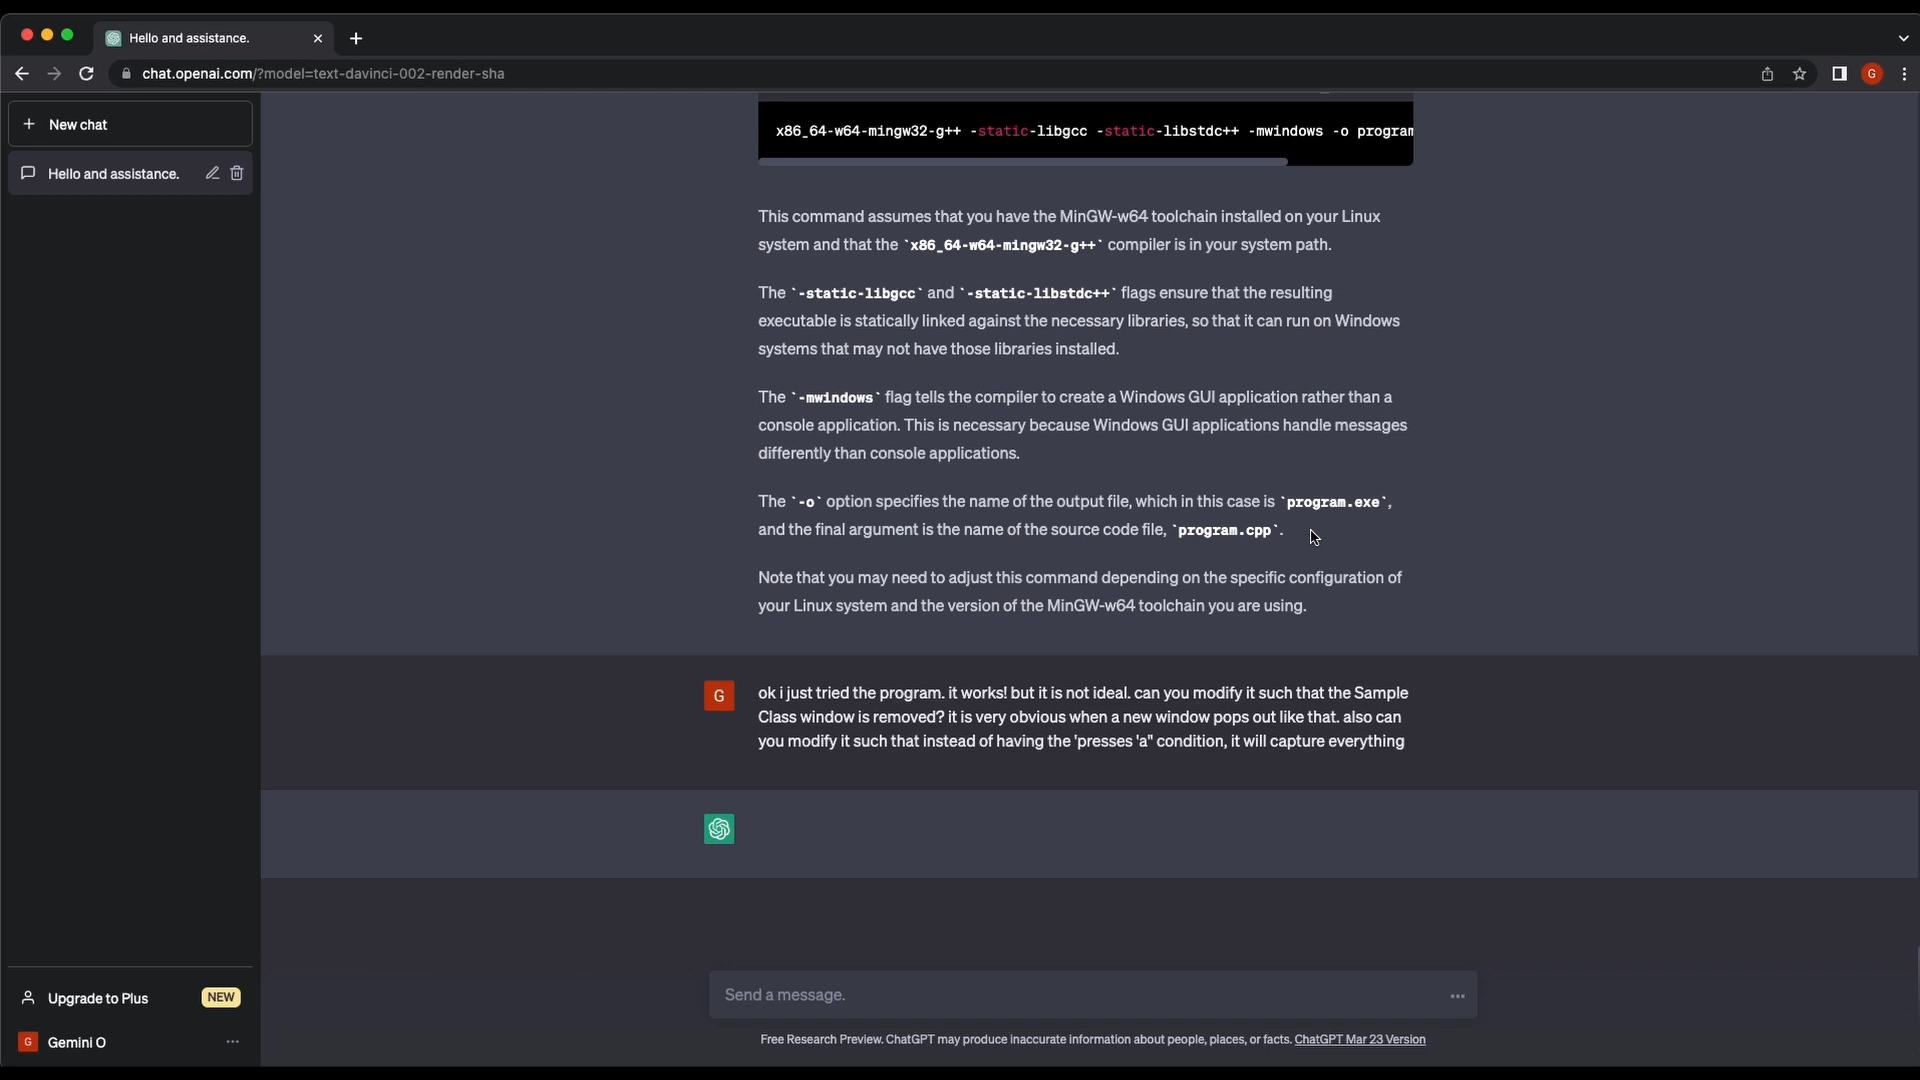 Hello and assistance.
chat.openai.com/?model=text-davinci-002-render-sha
G
New chat
Hello and assistance.
x86_64-w64-mingw32-g++ -static-libgcc -static-libstdc++ -mwindows -o program
This command assumes that you have the MinGW-w64 toolchain installed on your Linux
system and that the `x86_64-w64-mingw32-g++` compiler is in your system path.
The `-static-libgcc` and `-static-libstdc++` flags ensure that the resulting
executable is statically linked against the necessary libraries, so that it can run on Windows
systems that may not have those libraries installed.
The `-mwindows` flag tells the compiler to create a Windows GUI application rather than a
console application. This is necessary because Windows GUI applications handle messages
differently than console applications.
The `-o` option specifies the name of the output file, which in this case is `program.exe`,
and the final argument is the name of the source code file, `program.cpp`.
Note that you may need to adjust this command depending on the specific configuration of
your Linux system and the version of the MinGW-w64 toolchain you are using.
G
ok i just tried the program. it works! but it is not ideal. can you modify it such that the Sample
Class window is removed? it is very obvious when a new window pops out like that. also can
you modify it such that instead of having the 'presses 'a" condition, it will capture everything
Upgrade to Plus NEW
G Gemini O
Send a message.
Free Research Preview. ChatGPT may produce inaccurate information about people, places, or facts. ChatGPT Mar 23 Version